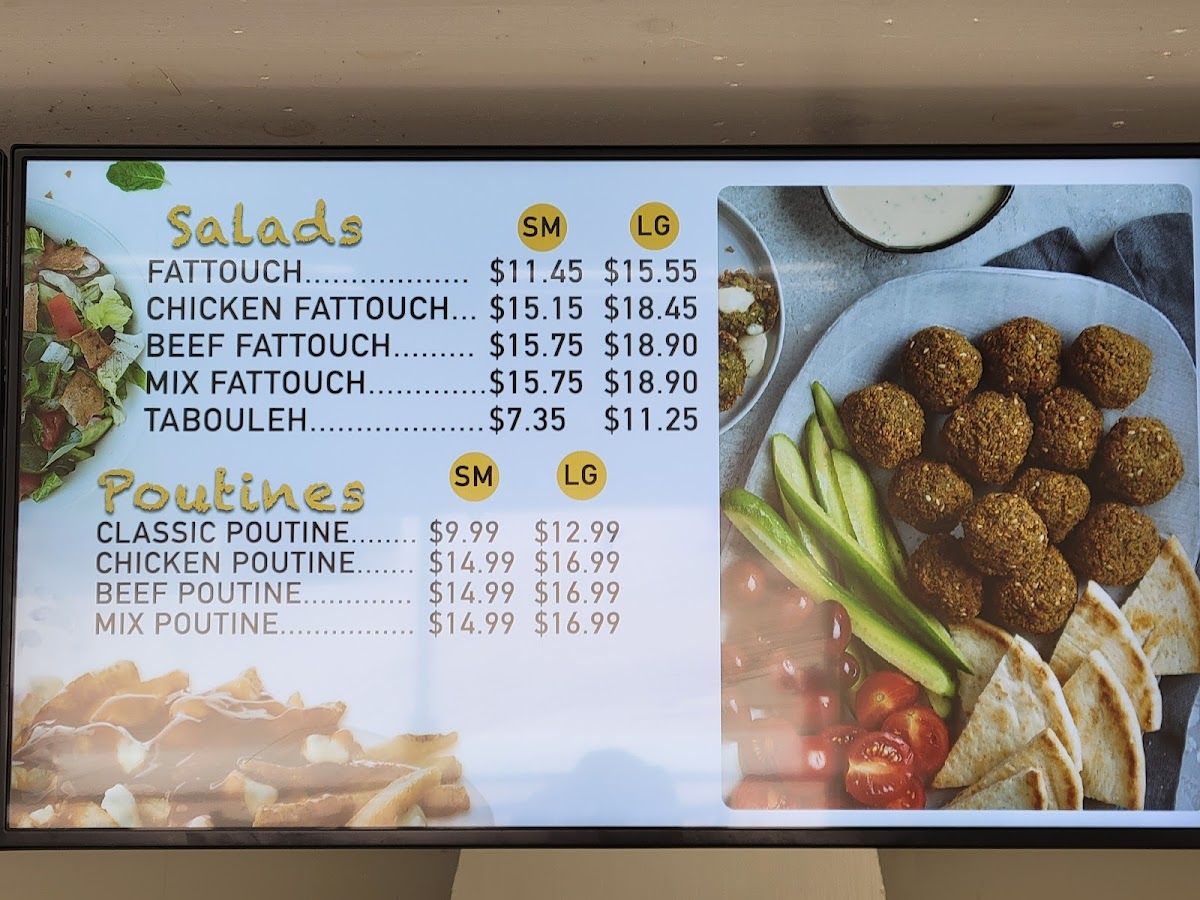 Salads SM LG
FATTOUCH.................. $11.45 $15.55
CHICKEN FATTOUCH... $15.15 $18.45
BEEF FATTOUCH......... $15.75 $18.90
MIX FATTOUCH.............$15.75 $18.90
TABOULEH...................$7.35 $11.25
Poutines SM LG
CLASSIC POUTINE........ $9.99 $12.99
CHICKEN POUTINE....... $14.99 $16.99
BEEF POUTINE............. $14.99 $16.99
MIX POUTINE................ $14.99 $16.99